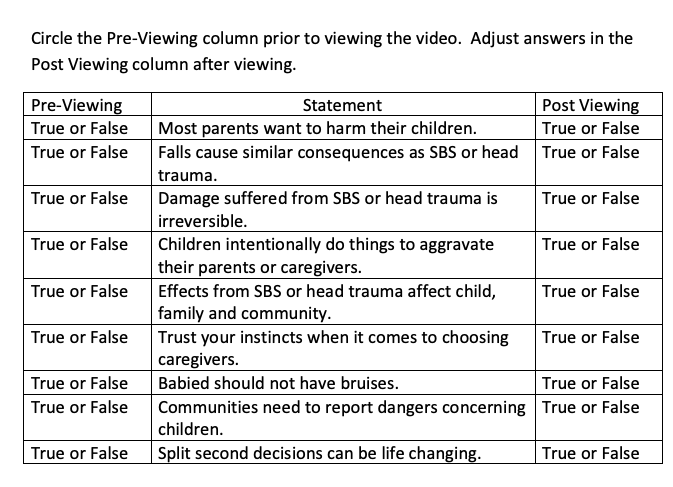 Circle the Pre-Viewing column prior to viewing the video.  Adjust answers in the
Post Viewing column after viewing.
Pre-Viewing Statement Post Viewing
True or False Most parents want to harm their children. True or False
True or False Falls cause similar consequences as SBS or head True or False
trauma.
True or False Damage suffered from SBS or head trauma is True or False
irreversible.
True or False Children intentionally do things to aggravate True or False
their parents or caregivers.
True or False Effects from SBS or head trauma affect child, True or False
family and community.
True or False Trust your instincts when it comes to choosing True or False
caregivers.
True or False Babied should not have bruises. True or False
True or False Communities need to report dangers concerning True or False
children.
True or False Split second decisions can be life changing. True or False